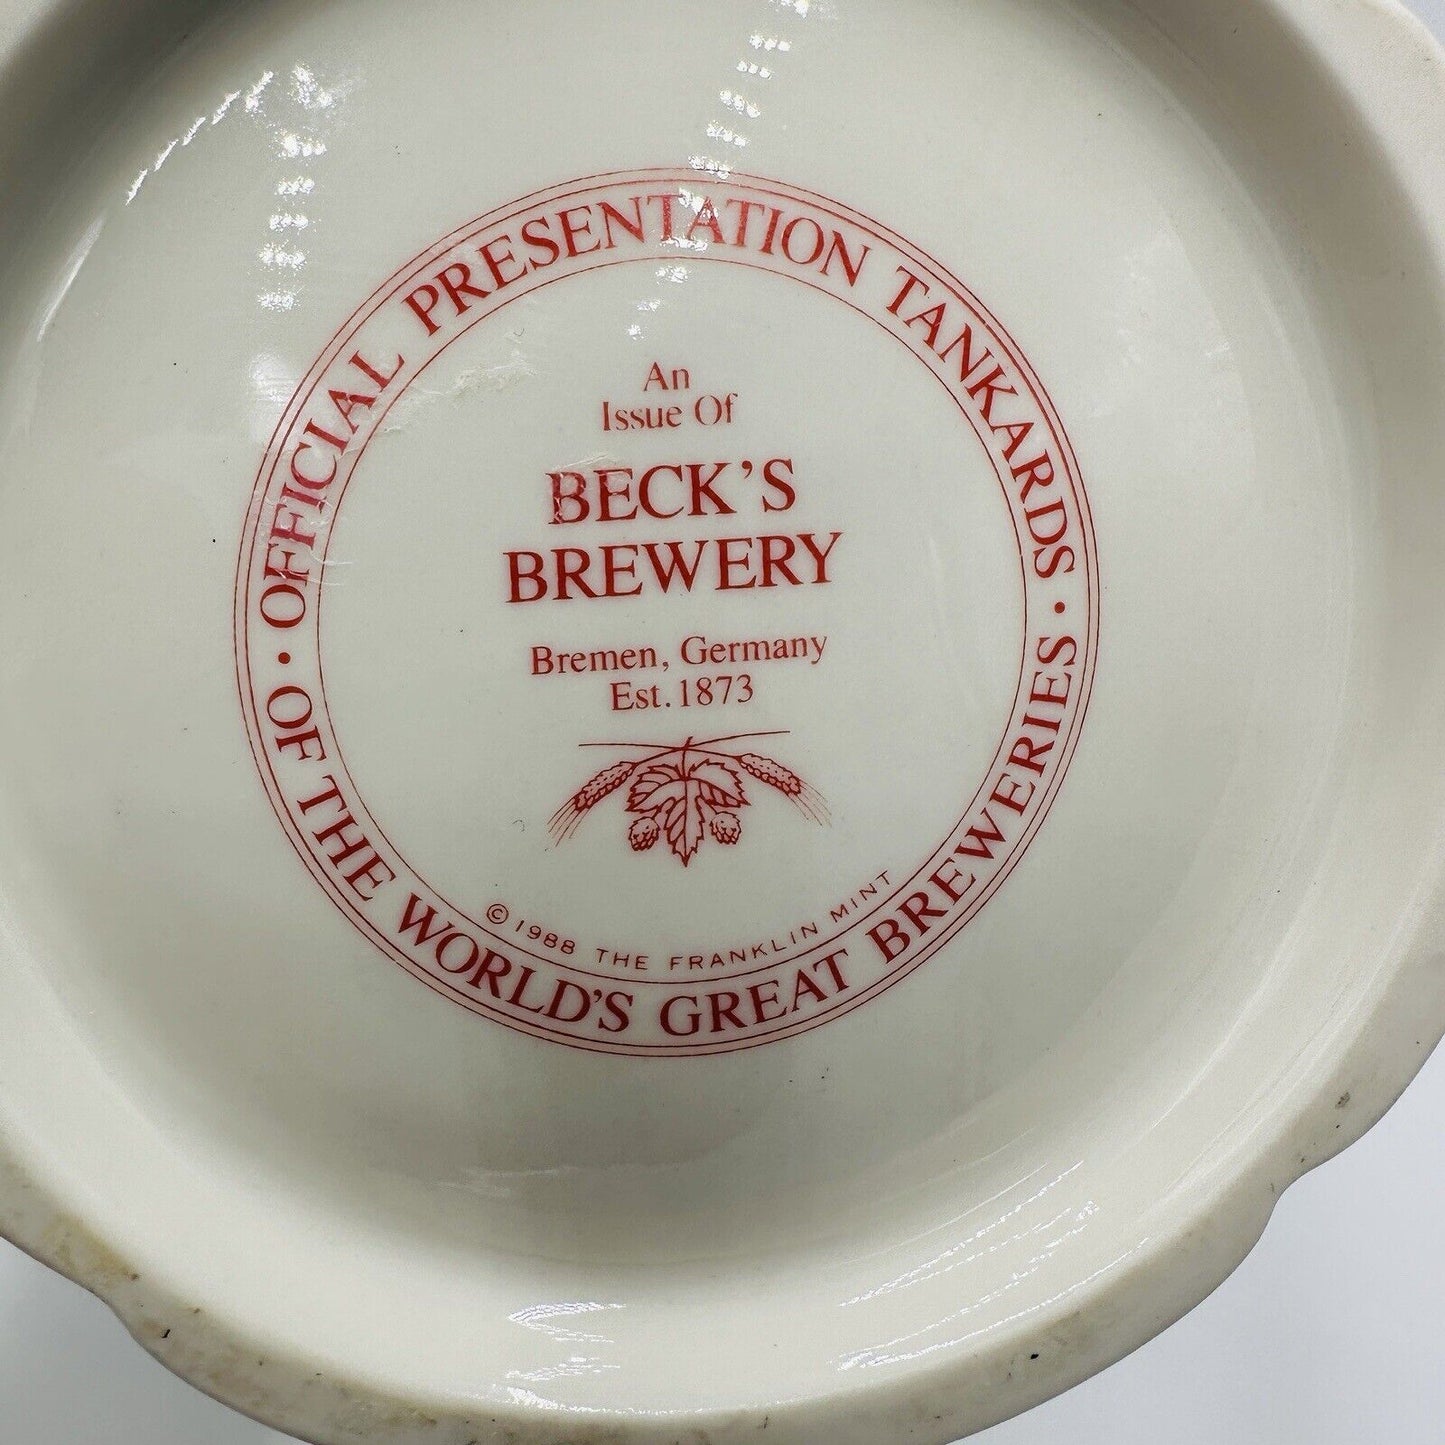 OFFICIAL PRESENTATION TANKARDS
· OF THE WORLD'S GREAT BREWERIES ·
An
Issue Of
BECK'S
BREWERY
Bremen, Germany
Est. 1873
© 1988 THE FRANKLIN MINT